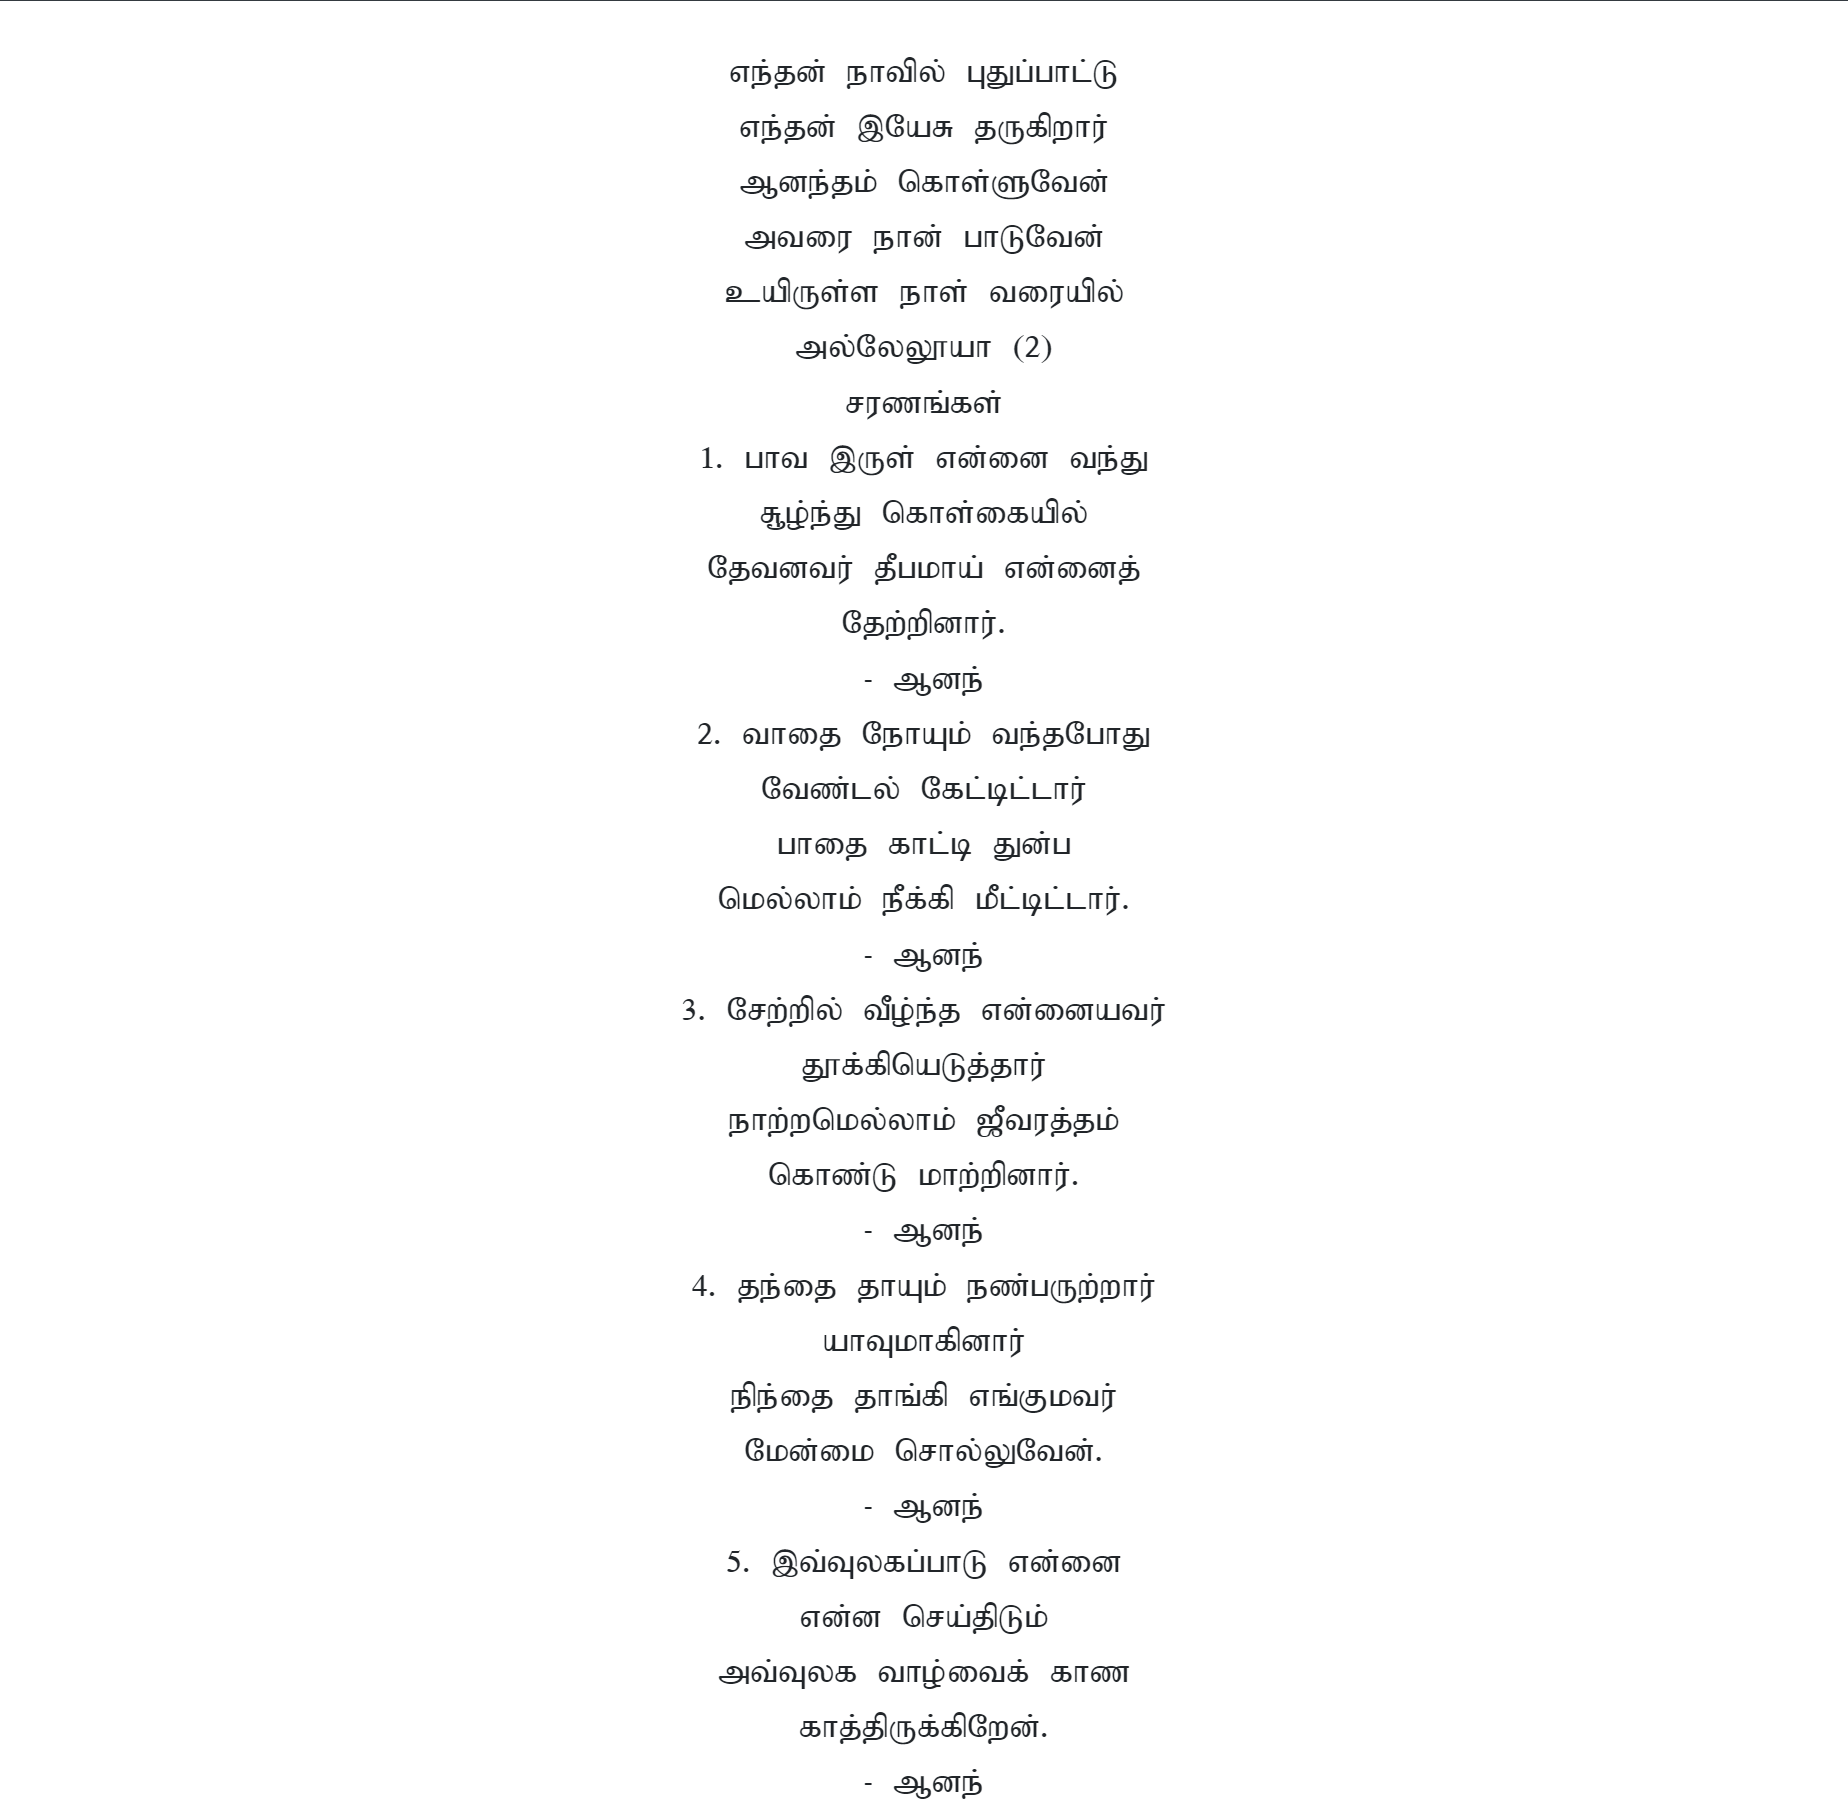 எந்தன் நாவில் புதுப்பாட்டு
எந்தன் இயேசு தருகிறார்
ஆனந்தம் கொள்ளுவேன்
அவரை நான் பாடுவேன்
உயிருள்ள நாள் வரையில்
அல்லேலூயா (2)
சரணங்கள்
1. பாவ இருள் என்னை வந்து
சூழ்ந்து கொள்கையில்
தேவனவர் தீபமாய் என்னைத்
தேற்றினார்.
- ஆனந்
2. வாதை நோயும் வந்தபோது
வேண்டல் கேட்டிட்டார்
பாதை காட்டி துன்ப
மெல்லாம் நீக்கி மீட்டிட்டார்.
- ஆனந்
3. சேற்றில் வீழ்ந்த என்னையவர்
தூக்கியெடுத்தார்
நாற்றமெல்லாம் ஜீவரத்தம்
கொண்டு மாற்றினார்.
- ஆனந்
4. தந்தை தாயும் நண்பருற்றார்
யாவுமாகினார்
நிந்தை தாங்கி எங்குமவர்
மேன்மை சொல்லுவேன்.
- ஆனந்
5. இவ்வுலகப்பாடு என்னை
என்ன செய்திடும்
அவ்வுலக வாழ்வைக் காண
காத்திருக்கிறேன்.
- ஆனந்